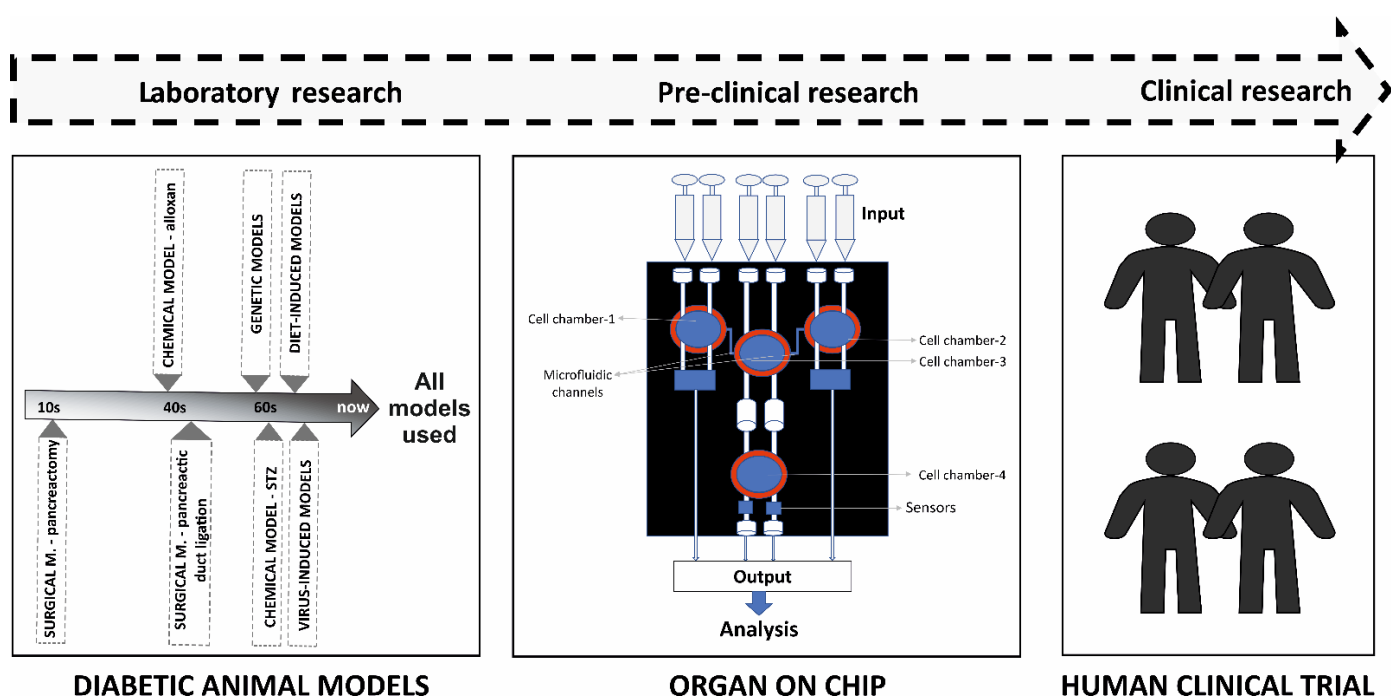 Laboratory research
Pre-clinical research
Clinical research
CHEMICAL MODEL - alloxan
GENETIC MODELS
DIET-INDUCED MODELS
10s
40s
60s
now
All
models
used
SURGICAL M. - pancreactomy
SURGICAL M. - pancreactic
duct ligation
CHEMICAL MODEL - STZ
VIRUS-INDUCED MODELS
DIABETIC ANIMAL MODELS
Input
Cell chamber-1
Cell chamber-2
Cell chamber-3
Microfluidic
channels
Cell chamber-4
Sensors
Output
Analysis
ORGAN ON CHIP
HUMAN CLINICAL TRIAL